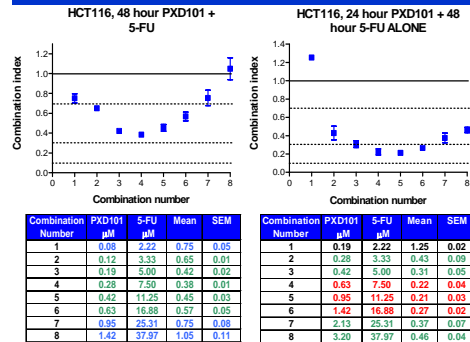 HCT116, 48 hour PXD101 +
5-FU
Combination index
1.2
1.0
0.8
0.6
0.4
0.2
0.0
0 1 2 3 4 5 6 7 8
Combination number
Combination PXD101 5-FU Mean SEM
Number µM µM
1 0.08 2.22 0.75 0.05
2 0.12 3.33 0.65 0.01
3 0.19 5.00 0.42 0.02
4 0.28 7.50 0.38 0.01
5 0.42 11.25 0.45 0.03
6 0.63 16.88 0.57 0.05
7 0.95 25.31 0.75 0.08
8 1.42 37.97 1.05 0.11
HCT116, 24 hour PXD101 + 48
hour 5-FU ALONE
Combination index
1.4
1.2
1.0
0.8
0.6
0.4
0.2
0.0
0 1 2 3 4 5 6 7 8
Combination number
Combination PXD101 5-FU Mean SEM
Number µM µM
1 0.19 2.22 1.25 0.02
2 0.28 3.33 0.43 0.09
3 0.42 5.00 0.31 0.05
4 0.63 7.50 0.22 0.04
5 0.95 11.25 0.21 0.03
6 1.42 16.88 0.27 0.02
7 2.13 25.31 0.37 0.07
8 3.20 37.97 0.46 0.04